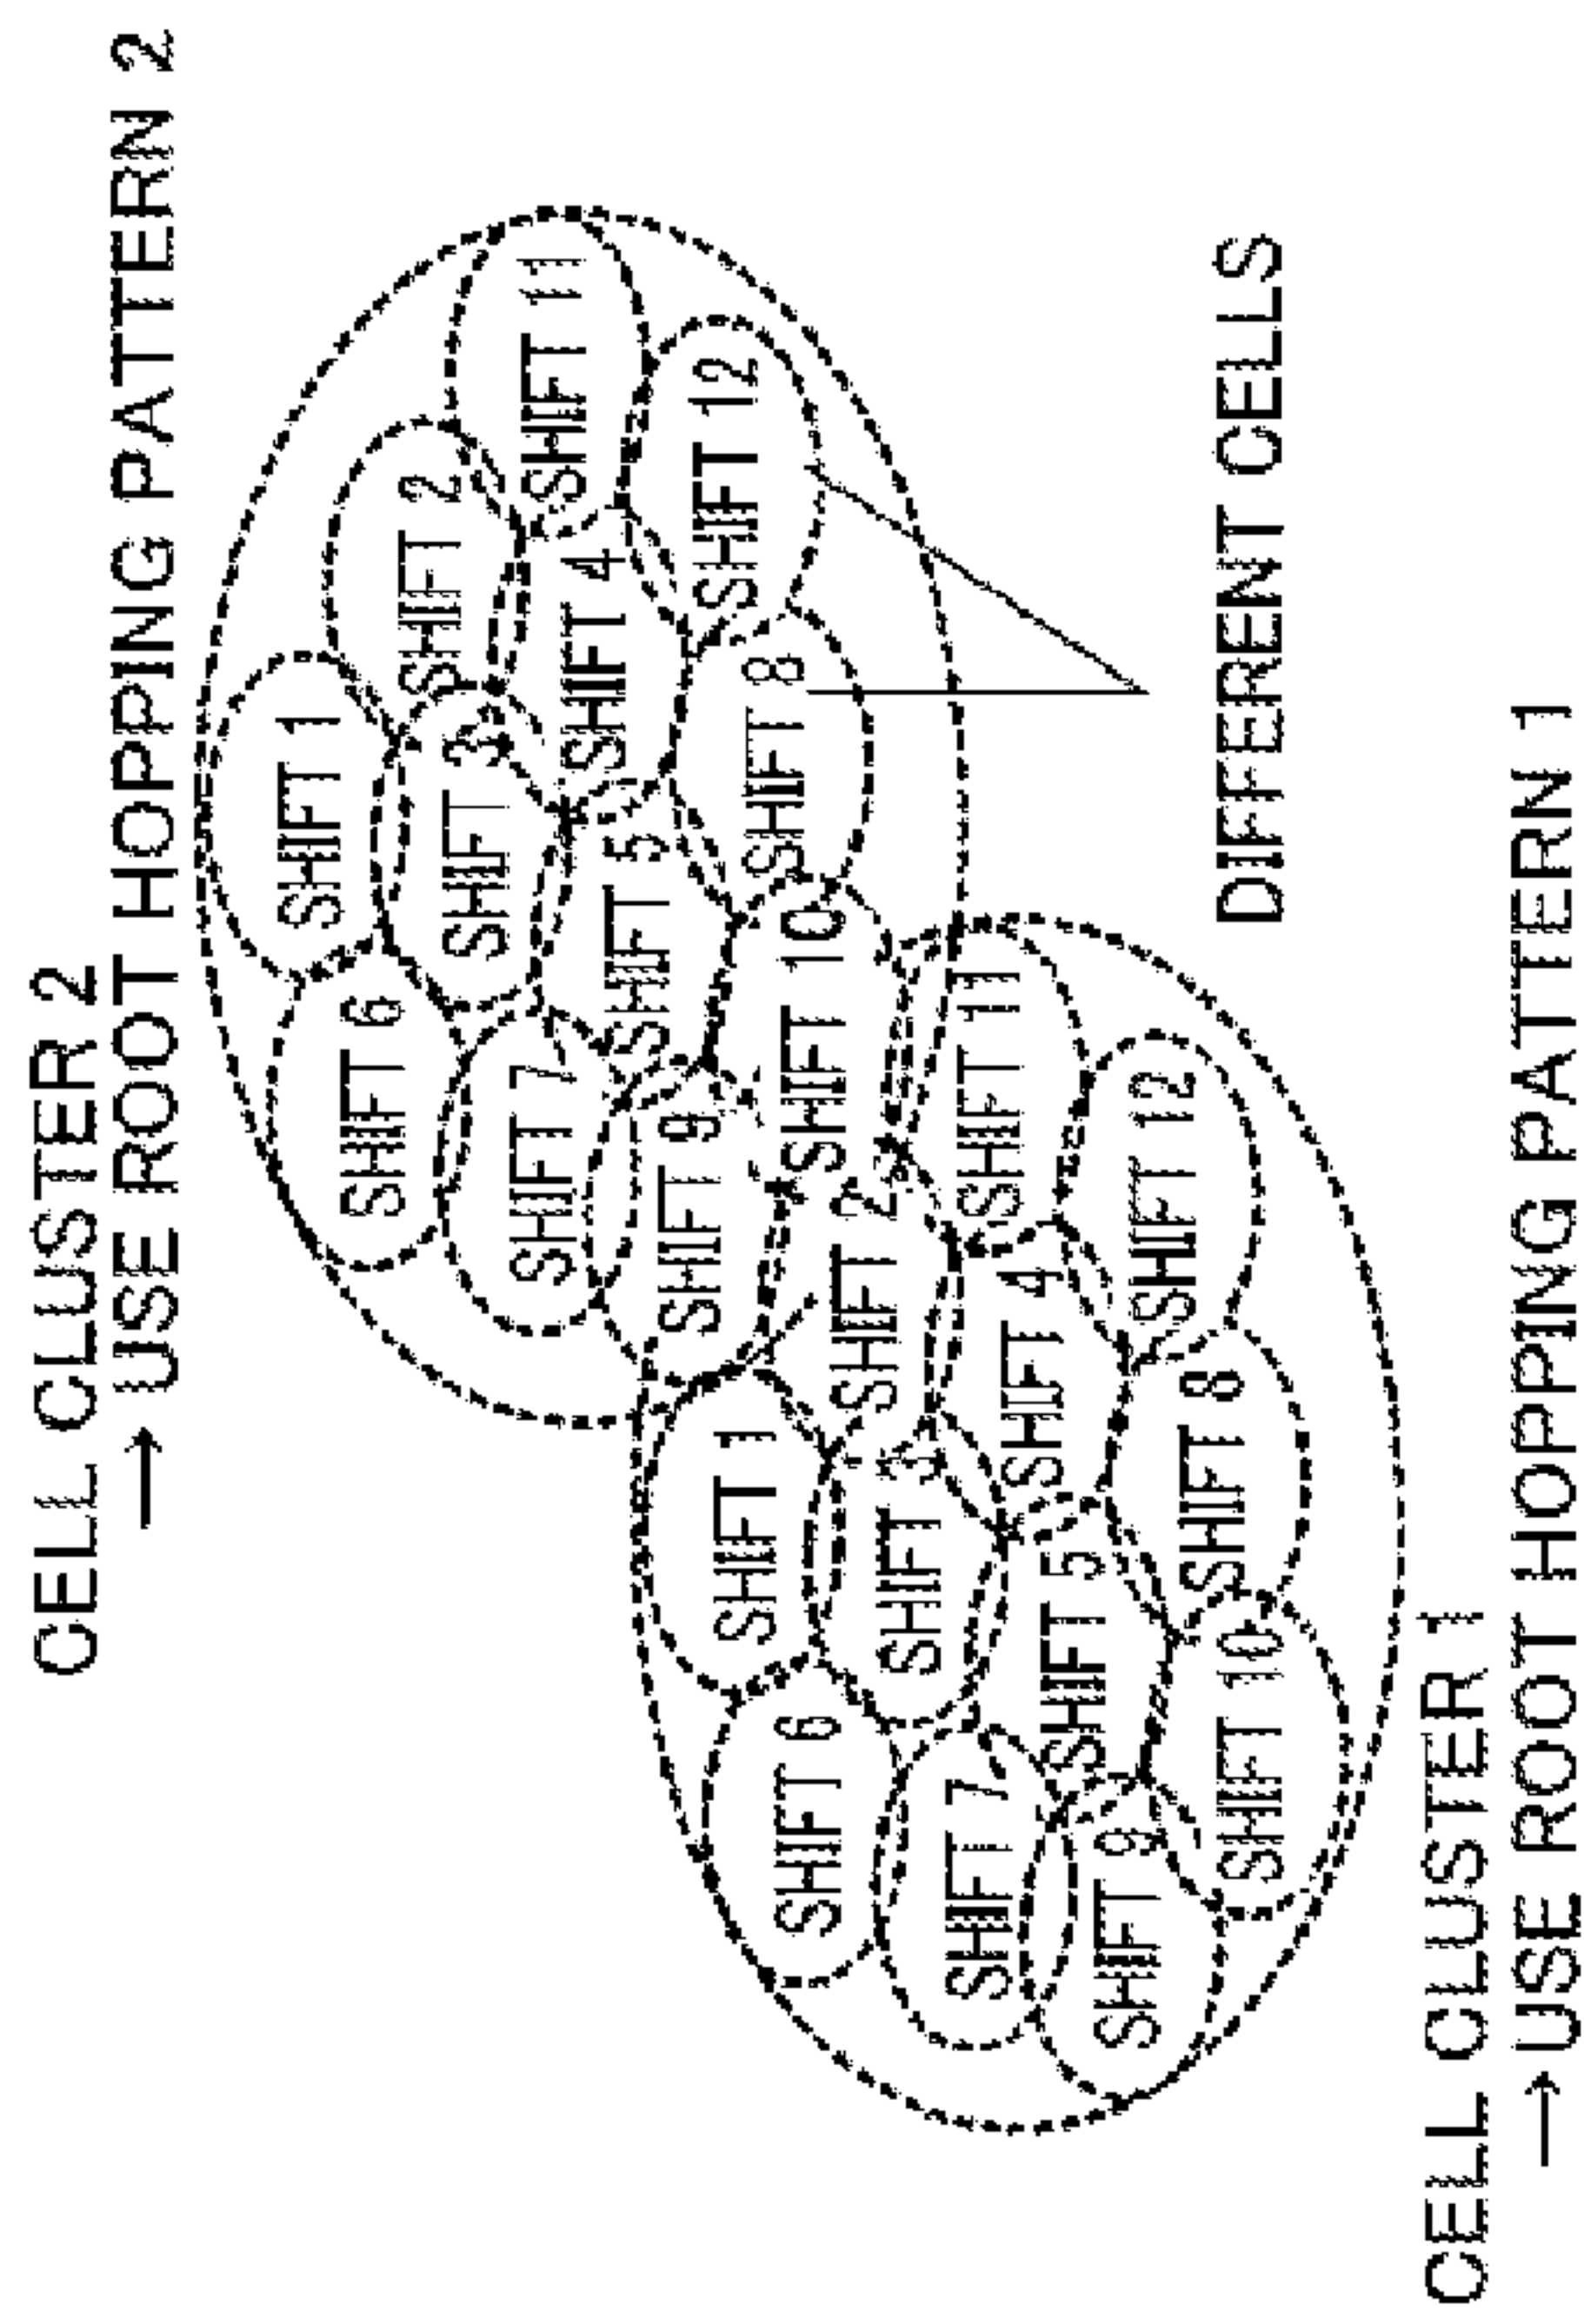 CELL CLUSTER 2
→ USE ROOT HOPPING PATTERN 2
SHIFT 1
SHIFT 6
SHIFT 2
SHIFT 3
SHIFT 7
SHIFT 11
SHIFT 4
SHIFT 5
SHIFT 9
SHIFT 12
SHIFT 8
SHIFT 10
SHIFT 1
SHIFT 6
SHIFT 2
SHIFT 3
SHIFT 7
SHIFT 11
SHIFT 4
SHIFT 5
SHIFT 9
SHIFT 12
SHIFT 8
SHIFT 10
DIFFERENT CELLS
CELL CLUSTER 1
→ USE ROOT HOPPING PATTERN 1